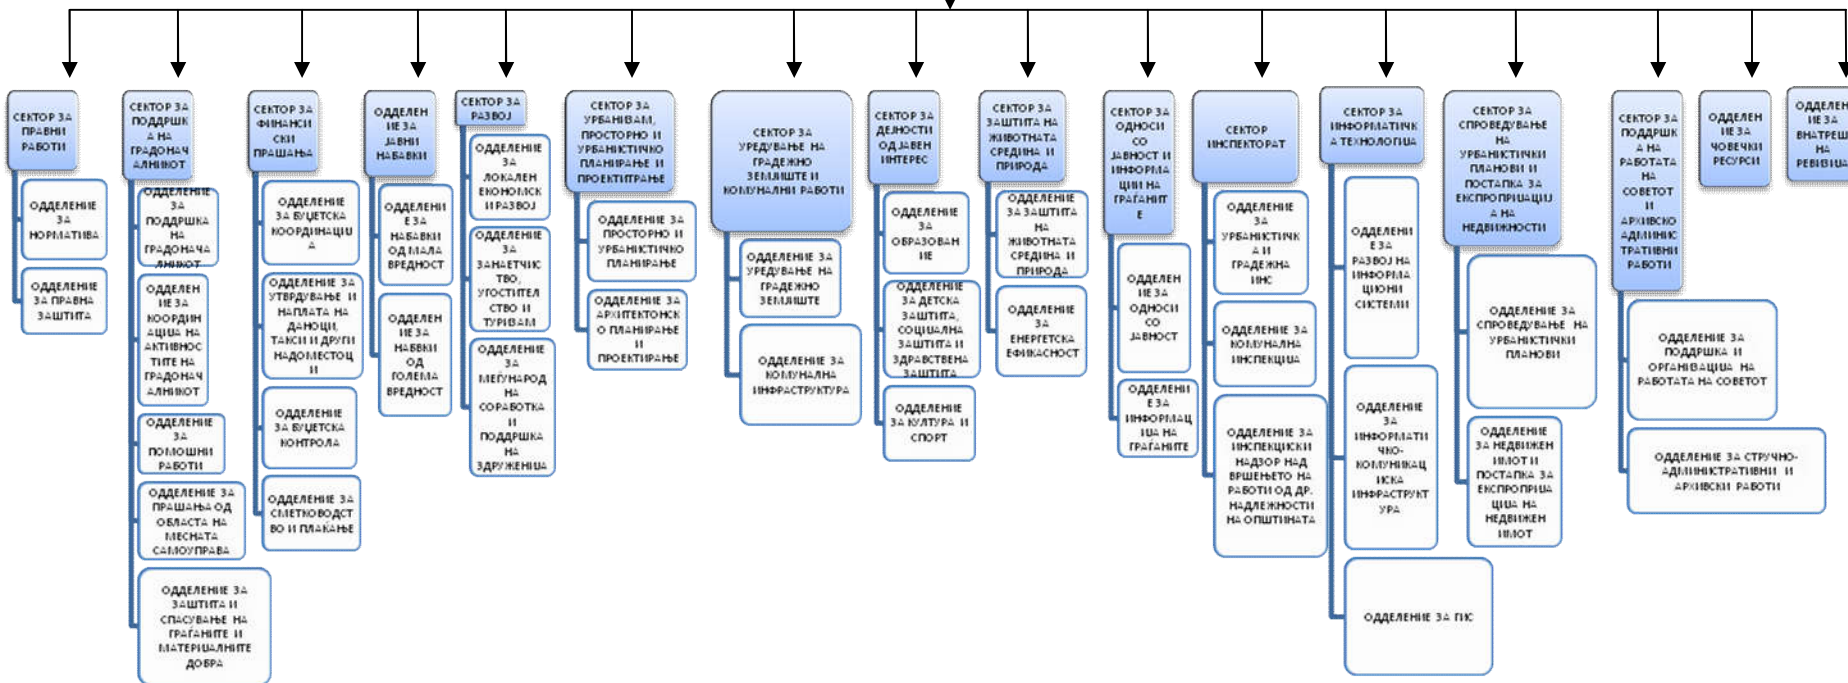 СЕКТОР ЗА
ПРАВНИ
РАБОТИ
ОДДЕЛЕНИЕ
ЗА
НОРМАТИВА
ОДДЕЛЕНИЕ
ЗА ПРАВНА
ЗАШТИТА
СЕКТОР ЗА
ПОДДРШК
А НА
ГРАДОНАЧ
АЛНИКОТ
ОДДЕЛЕНИЕ
ЗА
ПОДДРШКА
НА
ГРАДОНАЧА
ЛНИКОТ
ОДДЕЛЕН
ИЕ ЗА
КООРДИН
АЦИЈА НА
АКТИВНОС
ТИТЕ НА
ГРАДОНАЧ
АЛНИКОТ
ОДДЕЛЕНИЕ
ЗА
ПОМОШНИ
РАБОТИ
ОДДЕЛЕНИЕ ЗА
ПРАШАЊА ОД
ОБЛАСТА НА
МЕСНАТА
САМОУПРАВА
ОДДЕЛЕНИЕ ЗА
ЗАШТИТА И
СПАСУВАЊЕ НА
ГРАЃАНИТЕ И
МАТЕРИЈАЛНИТЕ
ДОБРА
СЕКТОР ЗА
ФИНАНСИ
СКИ
ПРАШАЊА
ОДДЕЛЕНИЕ
ЗА БУЏЕТСКА
КООРДИНАЦИЈ
А
ОДДЕЛЕНИЕ ЗА
УТВРДУВАЊЕ И
НАПЛАТА НА
ДАНОЦИ,
ТАКСИ И ДРУГИ
НАДОМЕСТОЦ
И
ОДДЕЛЕНИЕ
ЗА БУЏЕТСКА
КОНТРОЛА
ОДДЕЛЕНИЕ ЗА
СМЕТКОВОДСТ
ВО И ПЛАЌАЊЕ
ОДДЕЛЕН
ИЕ ЗА
ЈАВНИ
НАБАВКИ
ОДДЕЛЕНИ
Е ЗА
НАБАВКИ
ОД МАЛА
ВРЕДНОСТ
ОДДЕЛЕН
ИЕ ЗА
НАБВКИ
ОД
ГОЛЕМА
ВРЕДНОСТ
СЕКТОР ЗА
РАЗВОЈ
ОДДЕЛЕНИЕ
ЗА
ЛОКАЛЕН
ЕКОНОМСК
И РАЗВОЈ
ОДДЕЛЕНИЕ
ЗА
ЗАНАЕТЧИС
ТВО,
УГОСТИТЕЛ
СТВО И
ТУРИЗАМ
ОДДЕЛЕНИЕ
ЗА
МЕЃУНАРОД
НА
СОРАБОТКА
И
ПОДДРШКА
НА
ЗДРУЖЕНИЈА
СЕКТОР ЗА
УРБАНИЗАМ,
ПРОСТОРНО И
УРБАНИСТИЧКО
ПЛАНИРАЊЕ И
ПРОЕКТИТРАЊЕ
ОДДЕЛЕНИЕ ЗА
ПРОСТОРНО И
УРБАНИСТИЧКО
ПЛАНИРАЊЕ
ОДДЕЛЕНИЕ ЗА
АРХИТЕКТОНСК
О ПЛАНИРАЊЕ
И
ПРОЕКТИРАЊЕ
СЕКТОР ЗА
УРЕДУВАЊЕ НА
ГРАДЕЖНО
ЗЕМЈИШТЕ И
КОМУНАЛНИ РАБОТИ
ОДДЕЛЕНИЕ ЗА
УРЕДУВАЊЕ НА
ГРАДЕЖНО
ЗЕМЈИШТЕ
ОДДЕЛЕНИЕ ЗА
КОМУНАЛНА
ИНФРАСТРУКТУРА
СЕКТОР ЗА
ДЕЈНОСТИ
ОД ЈАВЕН
ИНТЕРЕС
ОДДЕЛЕНИЕ
ЗА
ОБРАЗОВАН
ИЕ
ОДДЕЛЕНИЕ
ЗА ДЕТСКА
ЗАШТИТА,
СОЦИЈАЛНА
ЗАШТИТА И
ЗДРАВСТВЕНА
ЗАШТИТА
ОДДЕЛЕНИЕ
ЗА КУЛТУРА И
СПОРТ
СЕКТОР ЗА
ЗАШТИТА НА
ЖИВОТНАТА
СРЕДИНА И
ПРИРОДА
ОДДЕЛЕНИЕ
ЗА ЗАШТИТА
НА
ЖИВОТНАТА
СРЕДИНА И
ПРИРОДА
ОДДЕЛЕНИЕ
ЗА
ЕНЕРГЕТСКА
ЕФИКАСНОСТ
СЕКТОР ЗА
ОДНОСИ
СО
ЈАВНОСТ И
ИНФОРМА
ЦИИ НА
ГРАЃАНИТ
Е
ОДДЕЛЕН
ИЕ ЗА
ОДНОСИ
СО
ЈАВНОСТ
ОДДЕЛЕНИ
Е ЗА
ИНФОРМАЦ
ИЈА НА
ГРАЃАНИТЕ
СЕКТОР
ИНСПЕКТОРАТ
ОДДЕЛЕНИЕ
ЗА
УРБАНИСТИЧК
А И
ГРАДЕЖНА
ИНС
ОДДЕЛЕНИЕ ЗА
КОМУНАЛНА
ИНСПЕКЦИЈА
ОДДЕЛЕНИЕ ЗА
ИНСПЕКЦИСКИ
НАДЗОР НАД
ВРШЕЊЕТО НА
РАБОТИ ОД ДР.
НАДЛЕЖНОСТИ
НА ОПШТИНАТА
СЕКТОР ЗА
ИНФОРМАТИЧК
А ТЕХНОЛОГИЈА
ОДДЕЛЕНИ
Е ЗА
РАЗВОЈ НА
ИНФОРМА
ЦИОНИ
СИСТЕМИ
ОДДЕЛЕНИЕ
ЗА
ИНФОРМАТИ
ЧКО-
КОМУНИКАЦ
ИСКА
ИНФРАСТРУКТ
УРА
ОДДЕЛЕНИЕ ЗА ГИС
СЕКТОР ЗА
СПРОВЕДУВАЊЕ
НА
УРБАНИСТИЧКИ
ПЛАНОВИ И
ПОСТАПКА ЗА
ЕКСПРОПРИЈАЦИЈ
А НА
НЕДВИЖНОСТИ
ОДДЕЛЕНИЕ ЗА
СПРОВЕДУВАЊЕ НА
УРБАНИСТИЧКИ
ПЛАНОВИ
ОДДЕЛЕНИЕ
ЗА НЕДВИЖЕН
ИМОТ И
ПОСТАПКА ЗА
ЕКСПРОПРИЈА
ЦИЈА НА
НЕДВИЖЕН
ИМОТ
СЕКТОР ЗА
ПОДДРШК
А НА
РАБОТАТА
НА
СОВЕТОТ
И
АРХИВСКО
АДМИНИС
ТРАТИВНИ
РАБОТИ
ОДДЕЛЕНИЕ ЗА
ПОДДРШКА И
ОРГАНИЗАЦИЈА НА
РАБОТАТА НА СОВЕТОТ
ОДДЕЛЕНИЕ ЗА СТРУЧНО-
АДМИНИСТРАТИВНИ И
АРХИВСКИ РАБОТИ
ОДДЕЛЕН
ИЕ ЗА
ЧОВЕЧКИ
РЕСУРСИ
ОДДЕЛЕН
ИЕ ЗА
ВНАТРЕШ
НА
РЕВИЗИЈА